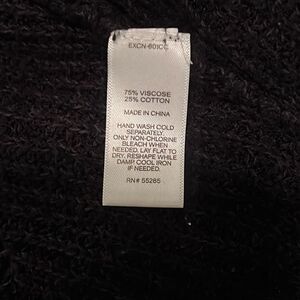 EXCN-601CC
75% VISCOSE
25% COTTON
MADE IN CHINA
HAND WASH COLD
SEPARATELY.
ONLY NON-CHLORINE
BLEACH WHEN
NEEDED. LAY FLAT TO
DRY, RESHAPE WHILE
DAMP. COOL IRON
IF NEEDED.
RN# 55285